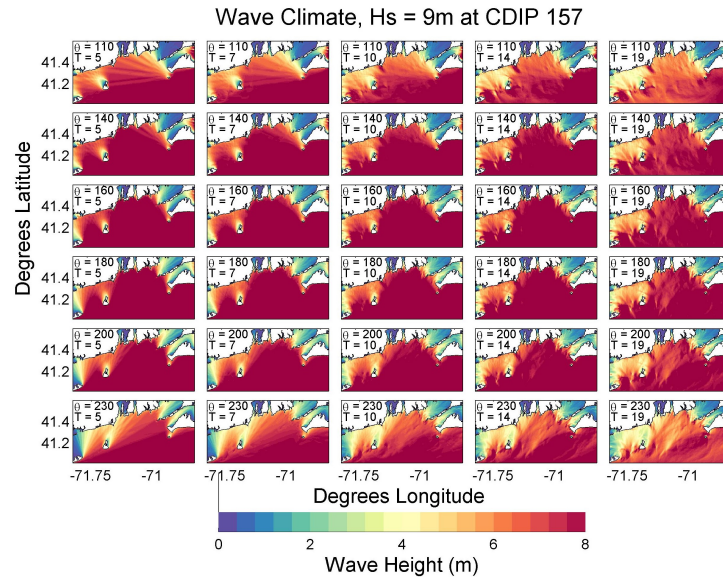 Wave Climate, Hs = 9m at CDIP 157
Degrees Latitude
41.4
41.2
θ = 110
T = 5
θ = 110
T = 7
θ = 110
T = 10
θ = 110
T = 14
θ = 110
T = 19
41.4
41.2
θ = 140
T = 5
θ = 140
T = 7
θ = 140
T = 10
θ = 140
T = 14
θ = 140
T = 19
41.4
41.2
θ = 160
T = 5
θ = 160
T = 7
θ = 160
T = 10
θ = 160
T = 14
θ = 160
T = 19
41.4
41.2
θ = 180
T = 5
θ = 180
T = 7
θ = 180
T = 10
θ = 180
T = 14
θ = 180
T = 19
41.4
41.2
θ = 200
T = 5
θ = 200
T = 7
θ = 200
T = 10
θ = 200
T = 14
θ = 200
T = 19
41.4
41.2
θ = 230
T = 5
θ = 230
T = 7
θ = 230
T = 10
θ = 230
T = 14
θ = 230
T = 19
-71.75 -71 -71.75 -71 -71.75 -71 -71.75 -71 -71.75 -71
Degrees Longitude
0 2 4 6 8
Wave Height (m)